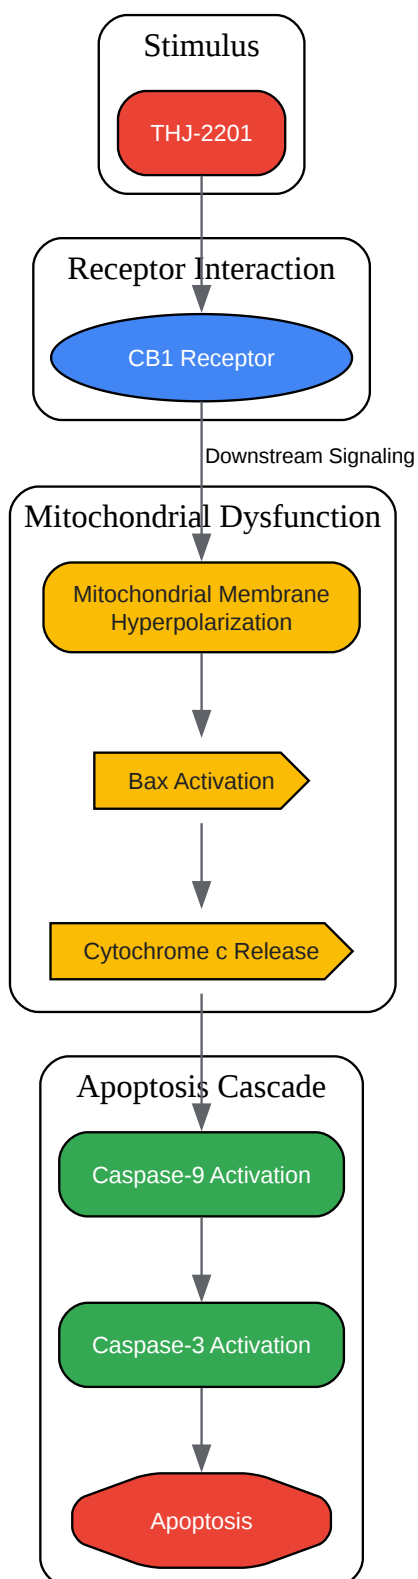 Stimulus
THJ-2201
Receptor Interaction
CB1 Receptor
Downstream Signaling
Mitochondrial Dysfunction
Mitochondrial Membrane
Hyperpolarization
Bax Activation
Cytochrome c Release
Apoptosis Cascade
Caspase-9 Activation
Caspase-3 Activation
Apoptosis